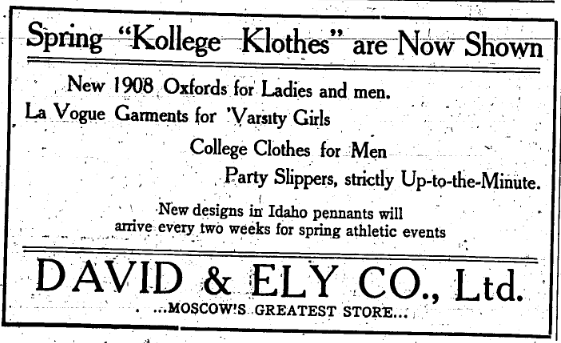 Spring "Kollege Klothes" are Now Shown
New 1908 Oxfords for Ladies and men.
La Vogue Garments for 'Varsity Girls
College Clothes for Men
Party Slippers, strictly Up-to-the-Minute.
New designs in Idaho pennants will
arrive every two weeks for spring athletic events
DAVID & ELY CO., Ltd.
...MOSCOW'S GREATEST STORE...